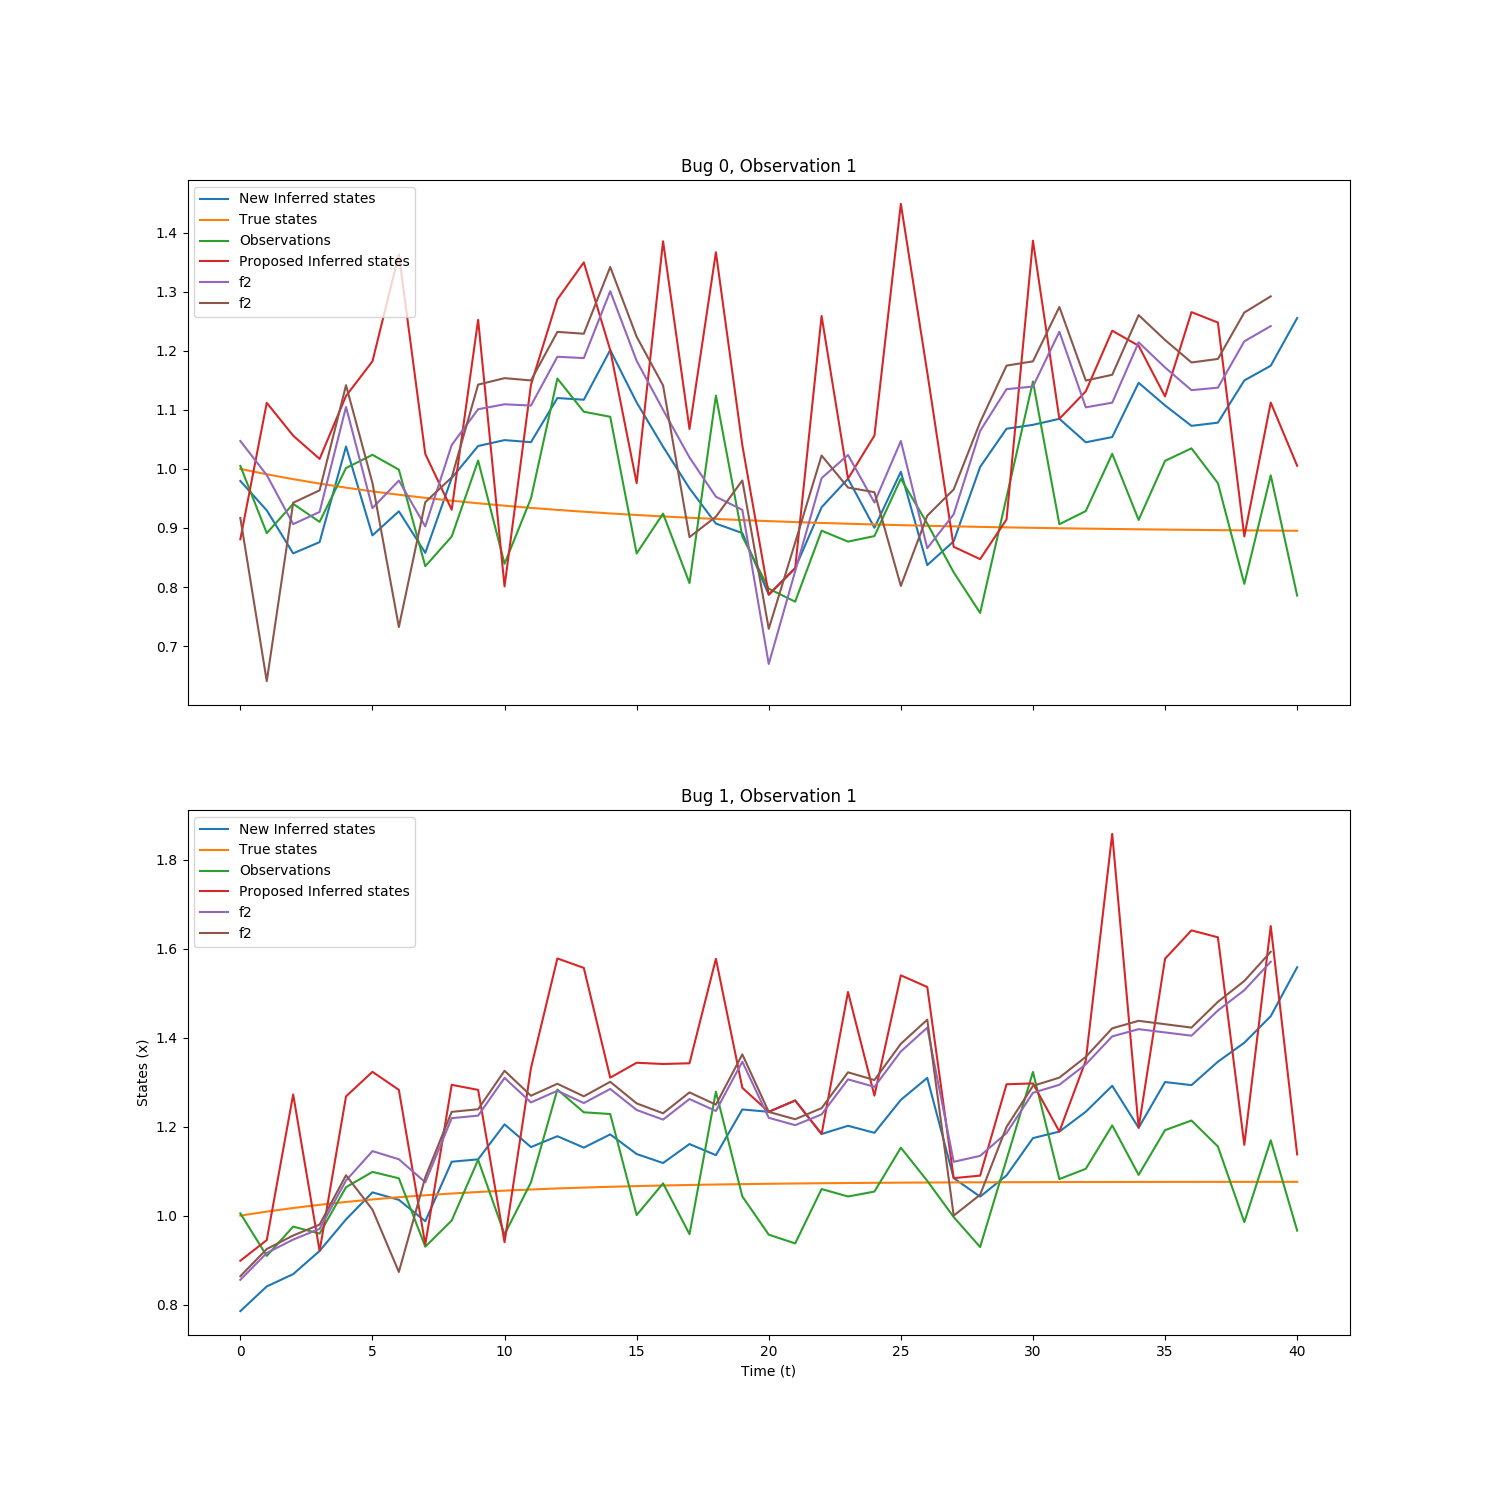 Bug 0, Observation 1
New Inferred states
True states
Observations
Proposed Inferred states
f2
f2
1.4
1.3
1.2
1.1
1.0
0.9
0.8
0.7
Bug 1, Observation 1
New Inferred states
True states
Observations
Proposed Inferred states
f2
f2
1.8
1.6
1.4
1.2
1.0
0.8
States (x)
0 5 10 15 20 25 30 35 40
Time (t)